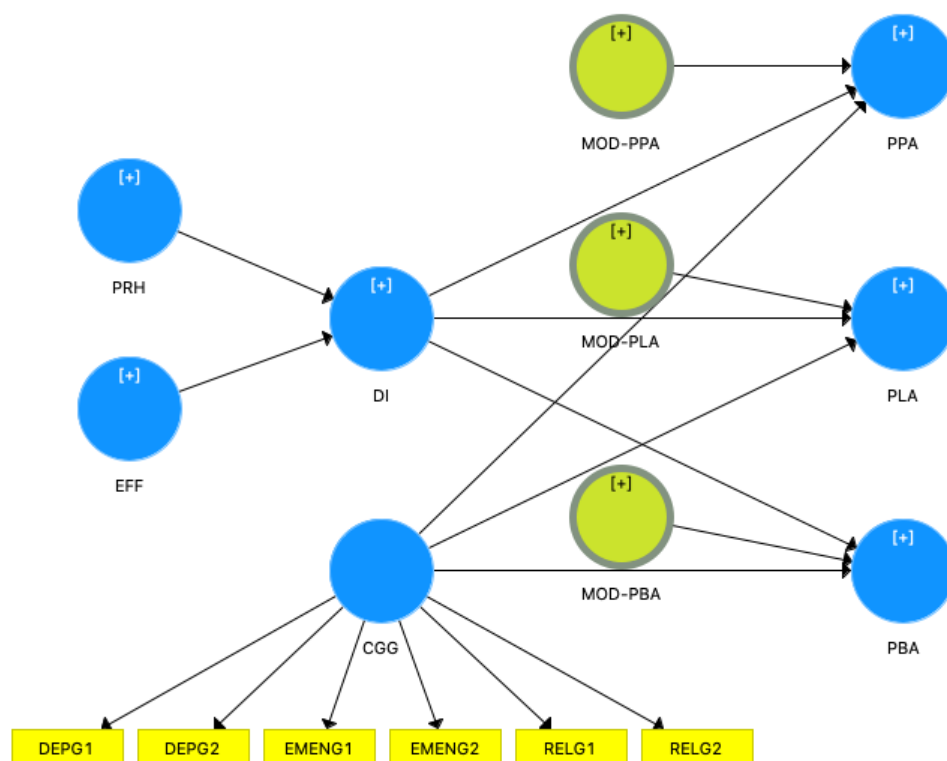 [+]
[+]
MOD-PPA
PPA
[+]
PRH
[+]
[+]
[+]
MOD-PLA
PLA
DI
[+]
EFF
[+]
[+]
MOD-PBA
PBA
CGG
DEPG1
DEPG2
EMENG1
EMENG2
RELG1
RELG2